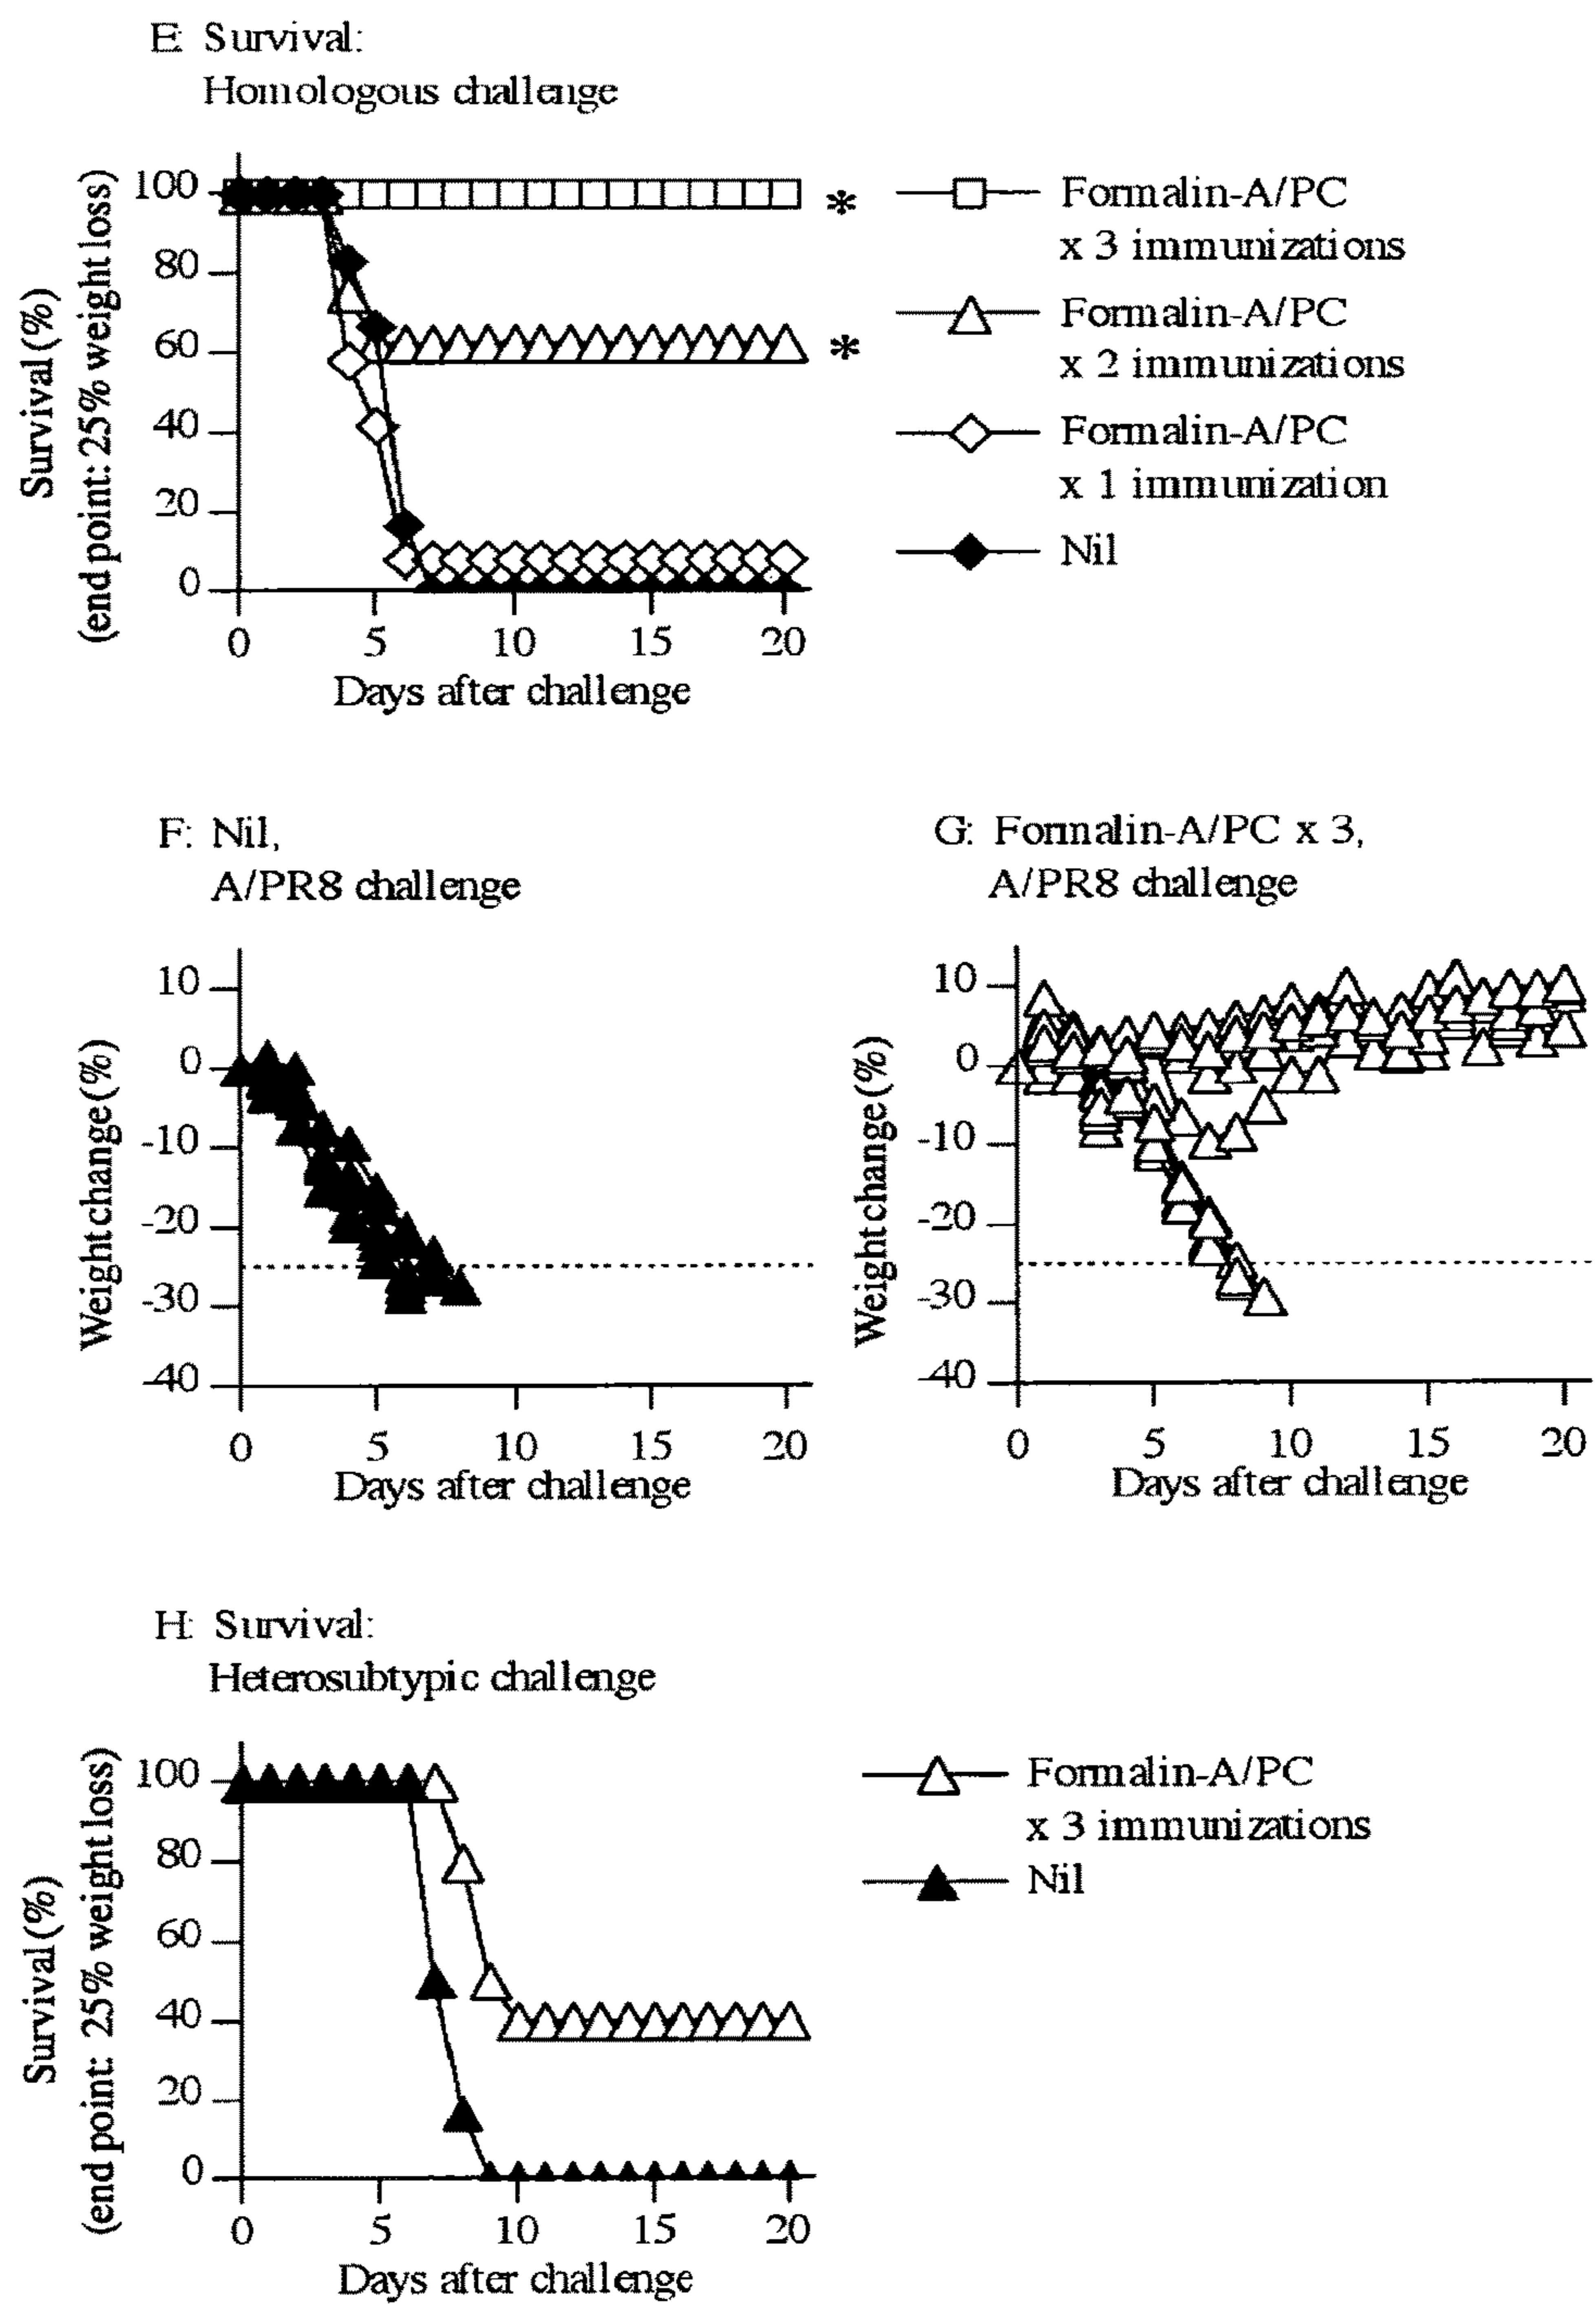 E: Survival:
Homologous challenge
Survival (%)
(end point: 25% weight loss)
100
80
60
40
20
0
0 5 10 15 20
Days after challenge
*
*
Formalin-A/PC
x 3 immunizations
Formalin-A/PC
x 2 immunizations
Formalin-A/PC
x 1 immunization
Nil
F: Nil,
A/PR8 challenge
Weight change (%)
10
0
-10
-20
-30
-40
0 5 10 15 20
Days after challenge
G: Formalin-A/PC x 3,
A/PR8 challenge
Weight change (%)
10
0
-10
-20
-30
-40
0 5 10 15 20
Days after challenge
H: Survival:
Heterosubtypic challenge
Survival (%)
(end point: 25% weight loss)
100
80
60
40
20
0
0 5 10 15 20
Days after challenge
Formalin-A/PC
x 3 immunizations
Nil